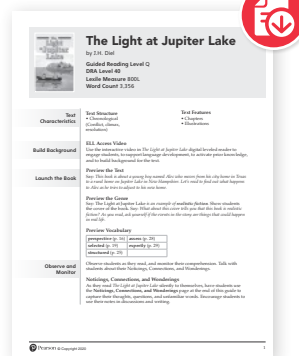 The Light at Jupiter Lake
by J.H. Diel
Guided Reading Level Q
DRA Level 40
Lexile Measure 800L
Word Count 3,356
Text Characteristics
Text Structure
• Chronological
(Conflict, climax,
resolution)
Text Features
• Chapters
• Illustrations
Build Background
ELL Access Video
Use the interactive video in The Light at Jupiter Lake digital leveled reader to
engage students, to support language development, to activate prior knowledge,
and to build background for the text.
Launch the Book
Preview the Text
Say: This book is about a young boy named Alex who moves from his city home in Texas
to a rural town on Jupiter Lake in New Hampshire. Let's read to find out what happens
to Alex as he tries to adjust to his new home.
Preview the Genre
Say: The Light at Jupiter Lake is an example of realistic fiction. Have students
the cover of the book. Say: What about this cover tells you that this book is realistic
fiction? As you read, ask yourself if the events in the story are things that could happen
in real life.
Preview Vocabulary
perspective (p. 16) assess (p. 28)
selected (p. 19) expertly (p. 29)
structured (p. 25)
Observe and Monitor
Observe students as they read, and monitor their comprehension. Talk with
students about their Noticings, Connections, and Wonderings.
Noticings, Connections, and Wonderings
As they read The Light at Jupiter Lake silently to themselves, have students use
the Noticings, Connections, and Wonderings page at the end of this guide to
capture their thoughts, questions, and unfamiliar words. Encourage students to
use their notes in discussions and writing.
Pearson © Copyright 2020
1